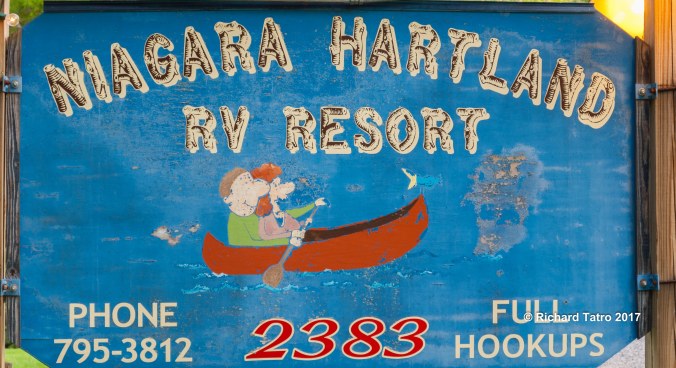 NIAGARA HARTLAND
RV RESORT
PHONE
795-3812
2383
FULL
HOOKUPS
© Richard Tatro 2017